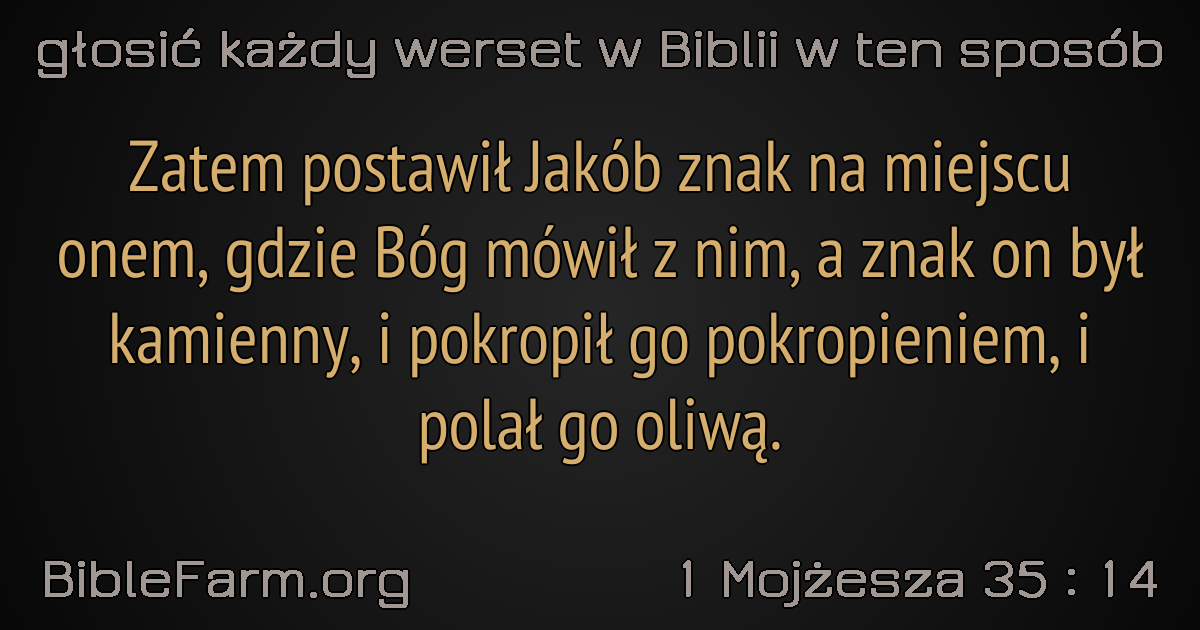 głosić każdy werset w Biblii w ten sposób
Zatem postawił Jakób znak na miejscu
onem, gdzie Bóg mówił z nim, a znak on był
kamienny, i pokropił go pokropieniem, i
polał go oliwą.
BibleFarm.org
1 Mojżesza 35 : 14